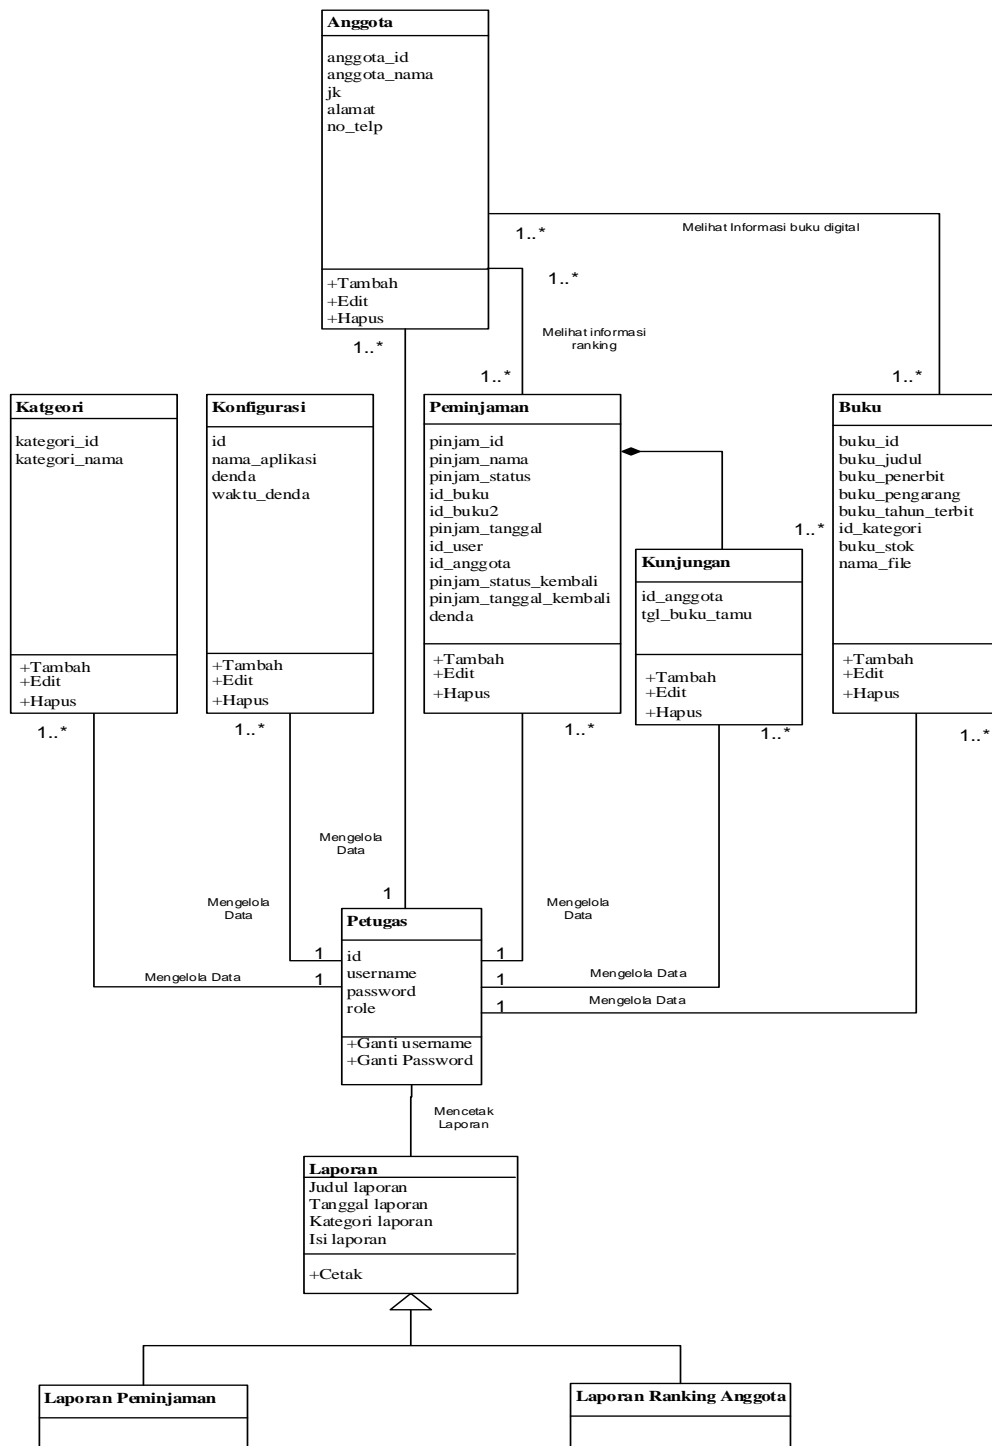 Anggota
anggota_id
anggota_nama
jk
alamat
no_telp
+Tambah
+Edit
+Hapus
1..*
Melihat Informasi buku digital
1..*
1..*
Melihat informasi
ranking
1..*
1..*
Katgeori
kategori_id
kategori_nama
+Tambah
+Edit
+Hapus
1..*
Konfigurasi
id
nama_aplikasi
denda
waktu_denda
+Tambah
+Edit
+Hapus
1..*
Peminjaman
pinjam_id
pinjam_nama
pinjam_status
id_buku
id_buku2
pinjam_tanggal
id_user
id_anggota
pinjam_status_kembali
pinjam_tanggal_kembali
denda
+Tambah
+Edit
+Hapus
1..*
1..*
Kunjungan
id_anggota
tgl_buku_tamu
+Tambah
+Edit
+Hapus
1..*
Buku
buku_id
buku_judul
buku_penerbit
buku_pengarang
buku_tahun_terbit
id_kategori
buku_stok
nama_file
+Tambah
+Edit
+Hapus
1..*
Mengelola
Data
1
Mengelola
Data
1
Mengelola Data
1
Mengelola
Data
1
Mengelola Data
1
Mengelola Data
1
Petugas
id
username
password
role
+Ganti username
+Ganti Password
Mencetak
Laporan
Laporan
Judul laporan
Tanggal laporan
Kategori laporan
Isi laporan
+Cetak
Laporan Peminjaman
Laporan Ranking Anggota